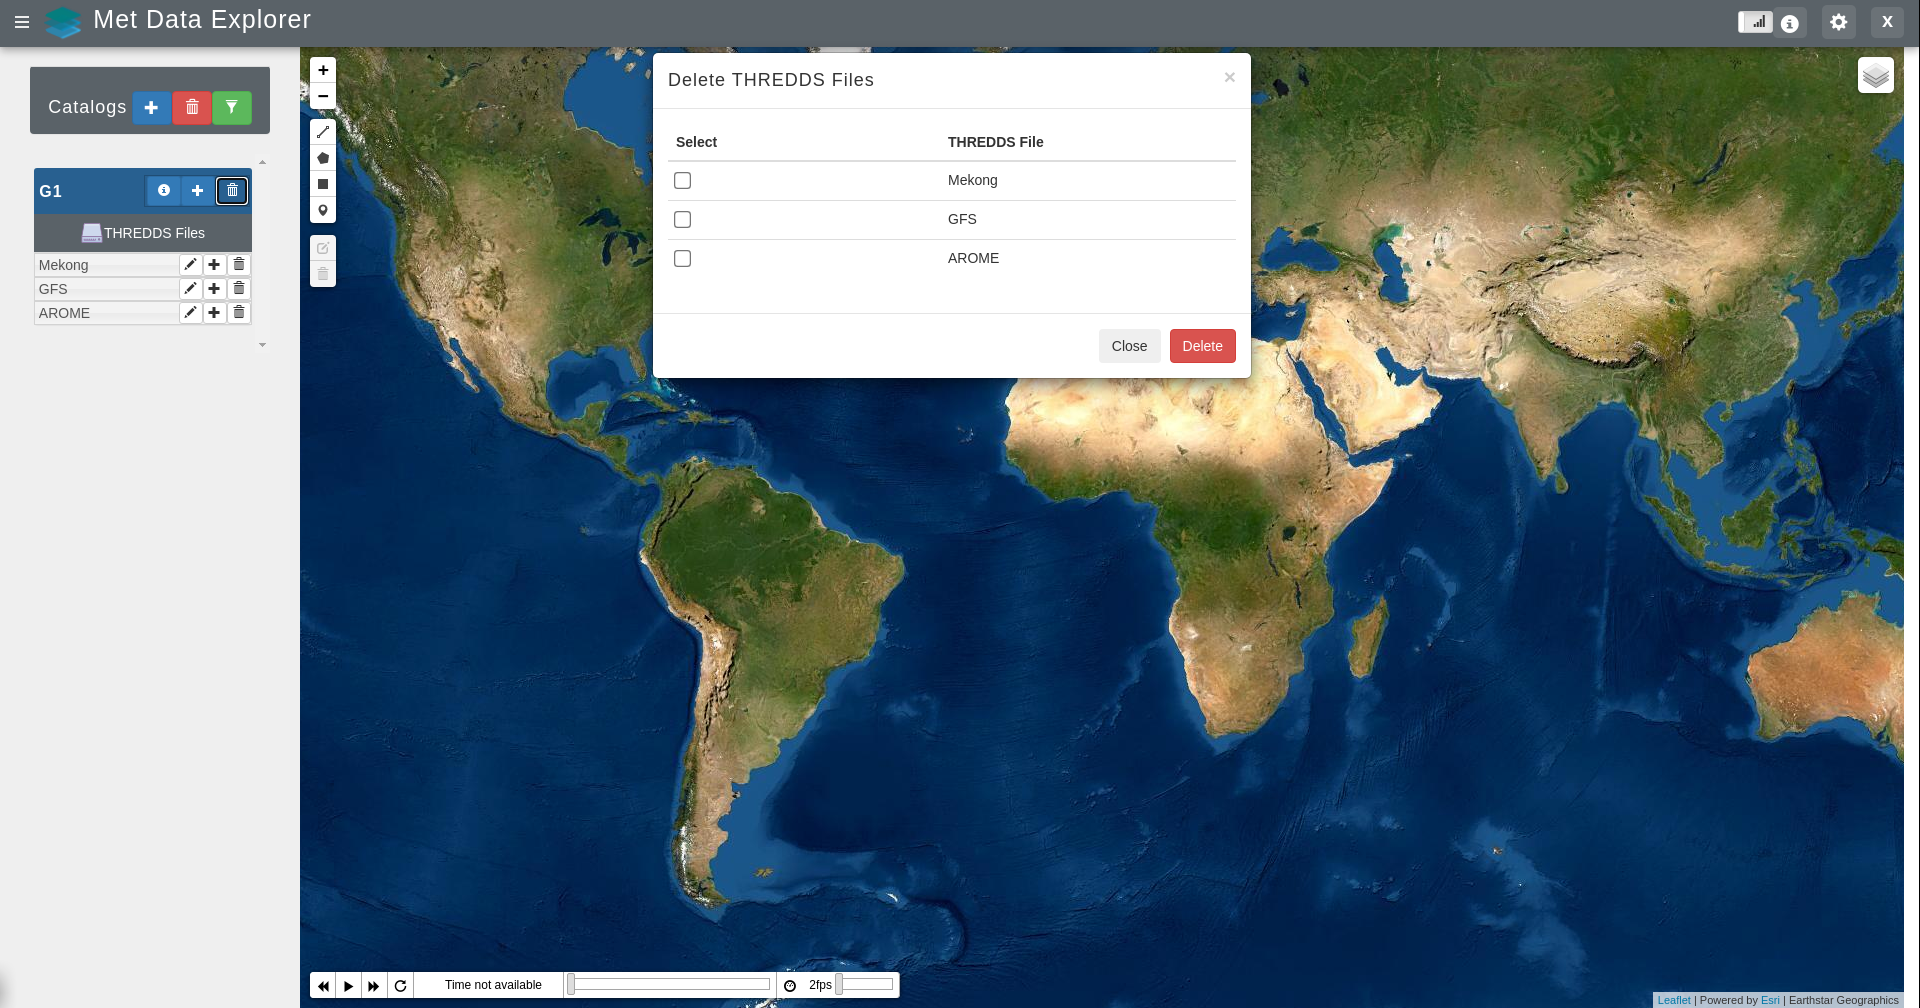 Met Data Explorer
X
Catalogs
G1
THREDDS Files
Mekong
GFS
AROME
+
−
Delete THREDDS Files
×
Select THREDDS File
Mekong
GFS
AROME
Close Delete
Time not available
2fps
Leaflet | Powered by Esri | Earthstar Geographics